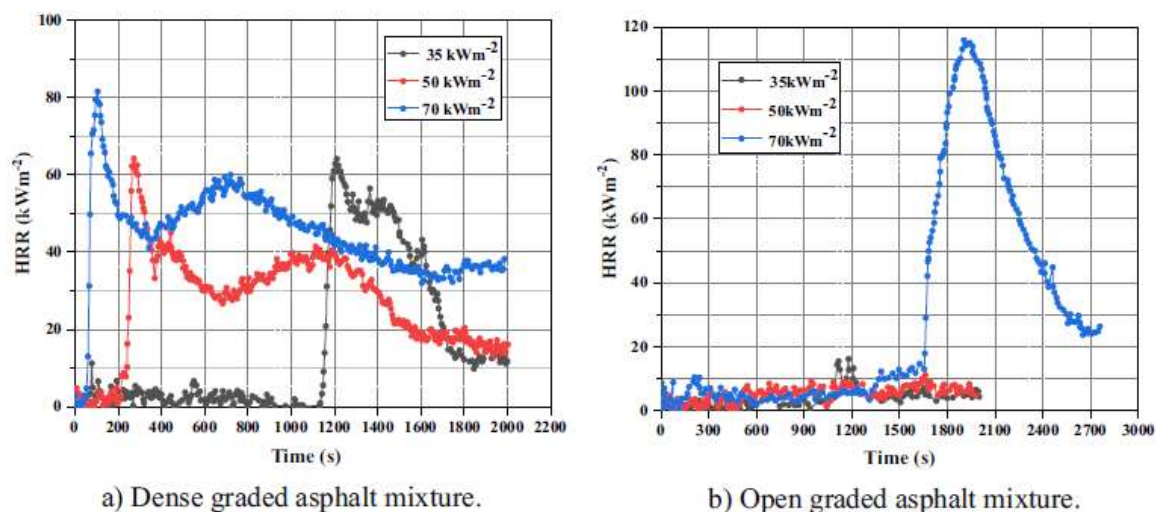 100
80
60
40
20
0
HRR (kWm-2)
35 kWm-2
50 kWm-2
70 kWm-2
0 200 400 600 800 1000 1200 1400 1600 1800 2000 2200
Time (s)
a) Dense graded asphalt mixture.
120
100
80
60
40
20
0
HRR (kWm-2)
35kWm-2
50kWm-2
70kWm-2
0 300 600 900 1200 1500 1800 2100 2400 2700 3000
Time (s)
b) Open graded asphalt mixture.